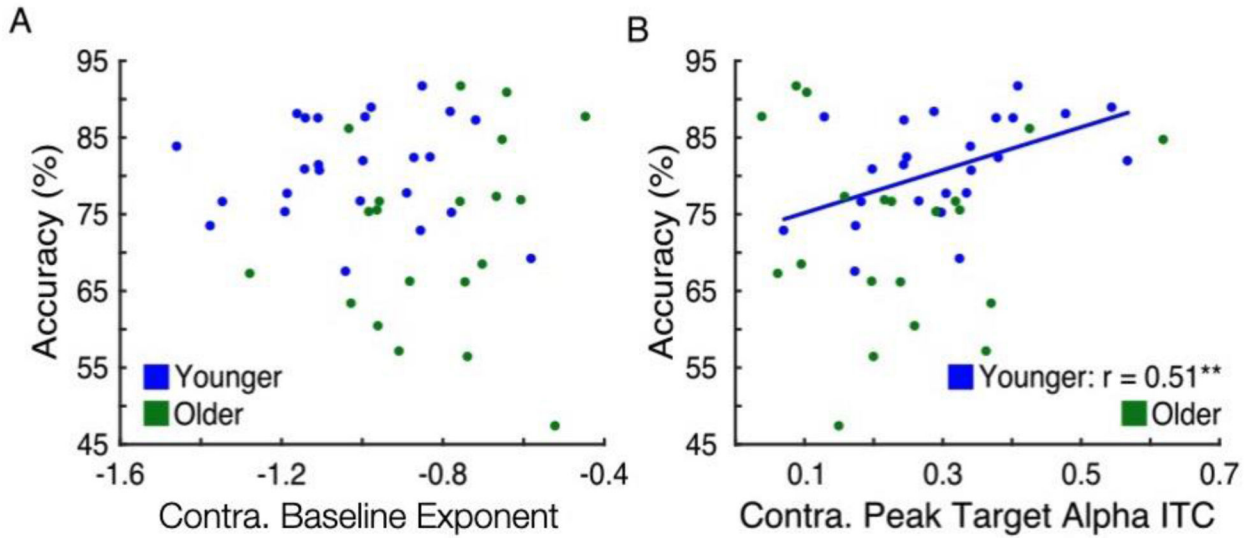 A
95
85
75
65
55
45
Accuracy (%)
Younger
Older
-1.6
-1.2
-0.8
-0.4
Contra. Baseline Exponent
B
95
85
75
65
55
45
Accuracy (%)
Younger: r = 0.51**
Older
0.1
0.3
0.5
0.7
Contra. Peak Target Alpha ITC